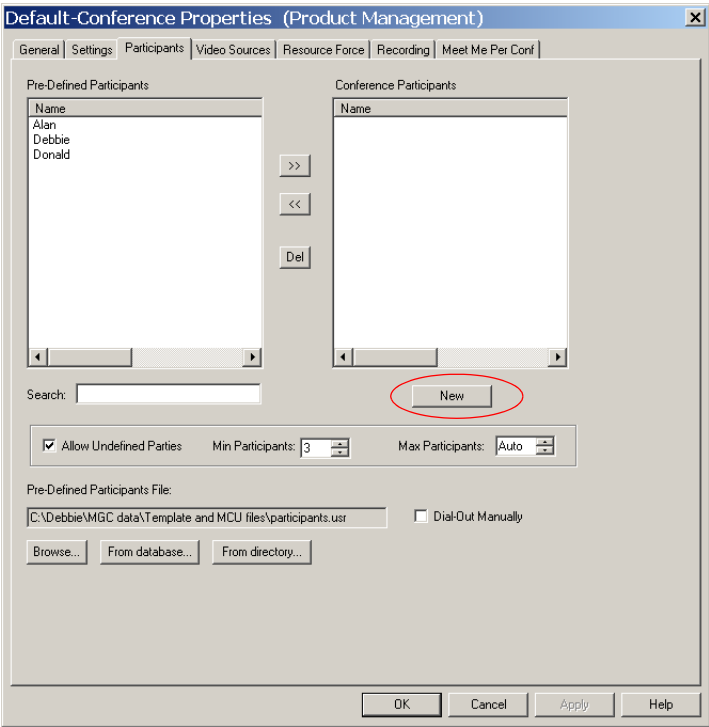 Default-Conference Properties (Product Management)
General Settings Participants Video Sources Resource Force Recording Meet Me Per Conf
Pre-Defined Participants Conference Participants
Name Name
Alan
Debbie
Donald
>>
<<
Del
Search: New
Allow Undefined Parties Min Participants: 3 Max Participants: Auto
Pre-Defined Participants File:
C:\Debbie\MGC data\Template and MCU files\participants.usr Dial-Out Manually
Browse... From database... From directory...
OK Cancel Apply Help